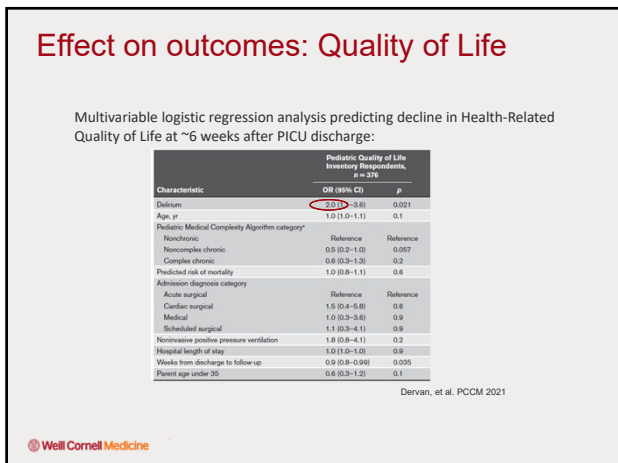 Effect on outcomes: Quality of Life
Multivariable logistic regression analysis predicting decline in Health-Related
Quality of Life at ~6 weeks after PICU discharge:
Pediatric Quality of Life
Inventory Respondents,
n = 376
Characteristic OR (95% CI) p
Delirium 2.0 (1. –3.6) 0.021
Age, yr 1.0 (1.0–1.1) 0.1
Pediatric Medical Complexity Algorithm categoryᵃ
Nonchronic Reference Reference
Noncomplex chronic 0.5 (0.2–1.0) 0.057
Complex chronic 0.6 (0.3–1.3) 0.2
Predicted risk of mortality 1.0 (0.8–1.1) 0.6
Admission diagnosis category
Acute surgical Reference Reference
Cardiac surgical 1.5 (0.4–5.8) 0.6
Medical 1.0 (0.3–3.6) 0.9
Scheduled surgical 1.1 (0.3–4.1) 0.9
Noninvasive positive pressure ventilation 1.8 (0.8–4.1) 0.2
Hospital length of stay 1.0 (1.0–1.0) 0.9
Weeks from discharge to follow-up 0.9 (0.8–0.99) 0.035
Parent age under 35 0.6 (0.3–1.2) 0.1
Dervan, et al. PCCM 2021
Weill Cornell Medicine